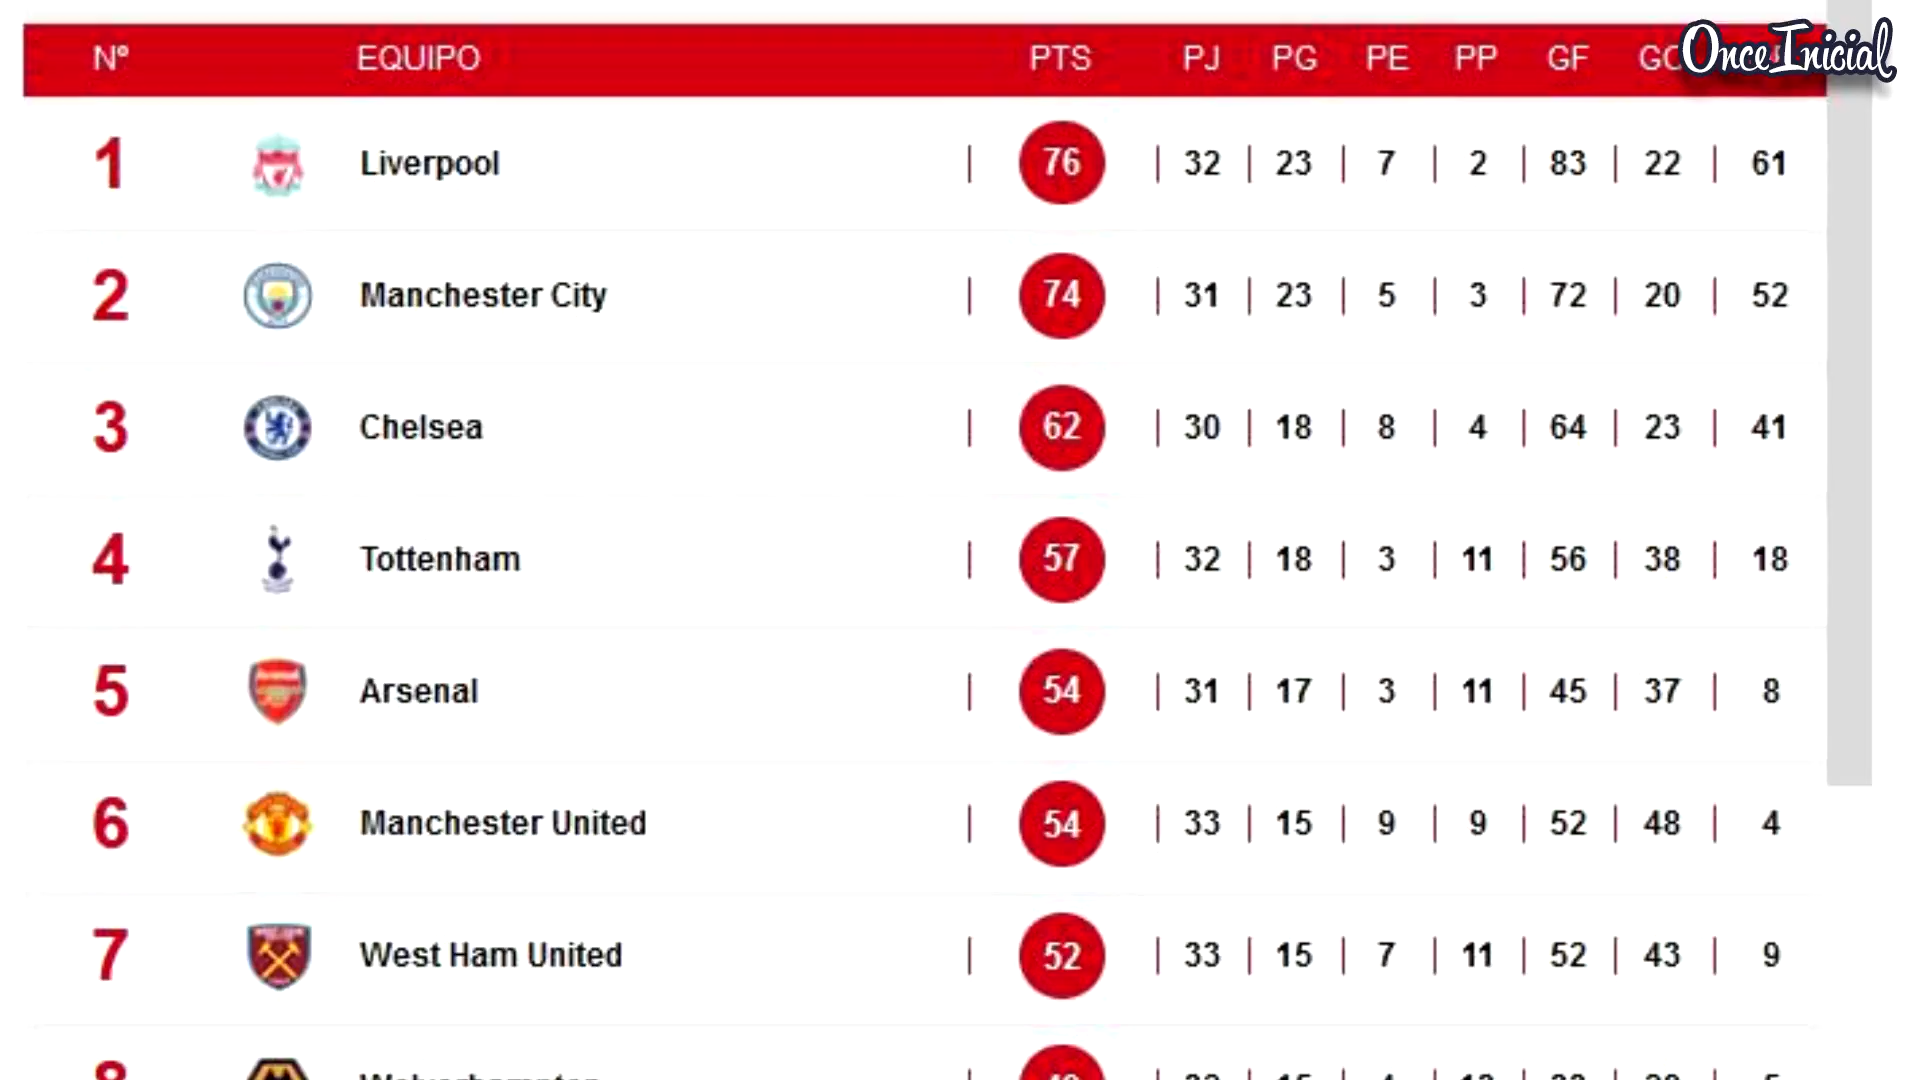 Nº EQUIPO PTS PJ PG PE PP GF GC
OnceInicial
1 Liverpool 76 32 23 7 2 83 22 61
2 Manchester City 74 31 23 5 3 72 20 52
3 Chelsea 62 30 18 8 4 64 23 41
4 Tottenham 57 32 18 3 11 56 38 18
5 Arsenal 54 31 17 3 11 45 37 8
6 Manchester United 54 33 15 9 9 52 48 4
7 West Ham United 52 33 15 7 11 52 43 9
8 Wolverhampton